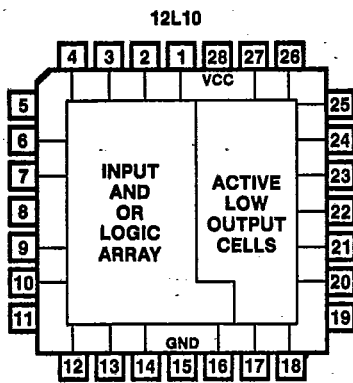 12L10
4 3 2 1 28 27 26
VCC
5 25
6 24
7 23
8 22
9 21
10 20
11 19
INPUT
AND
OR
LOGIC
ARRAY
ACTIVE
LOW
OUTPUT
CELLS
GND
12 13 14 15 16 17 18